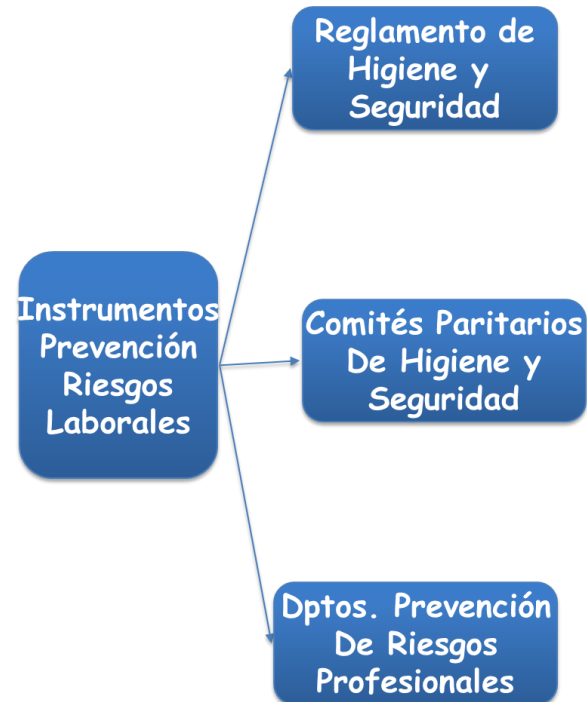 Reglamento de
Higiene y
Seguridad
Instrumentos
Prevención
Riesgos
Laborales
Comités Paritarios
De Higiene y
Seguridad
Dptos. Prevención
De Riesgos
Profesionales